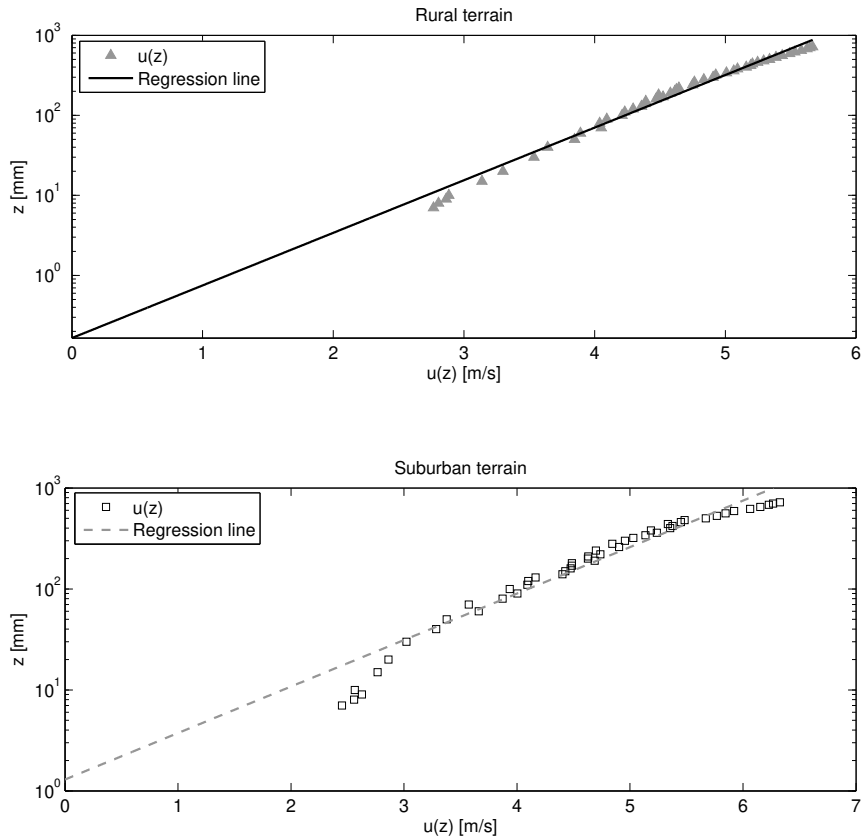 Rural terrain
10^3
u(z)
Regression line
10^2
z [mm]
10^1
10^0
0 1 2 3 4 5 6
u(z) [m/s]
Suburban terrain
10^3
u(z)
Regression line
10^2
z [mm]
10^1
10^0
0 1 2 3 4 5 6 7
u(z) [m/s]